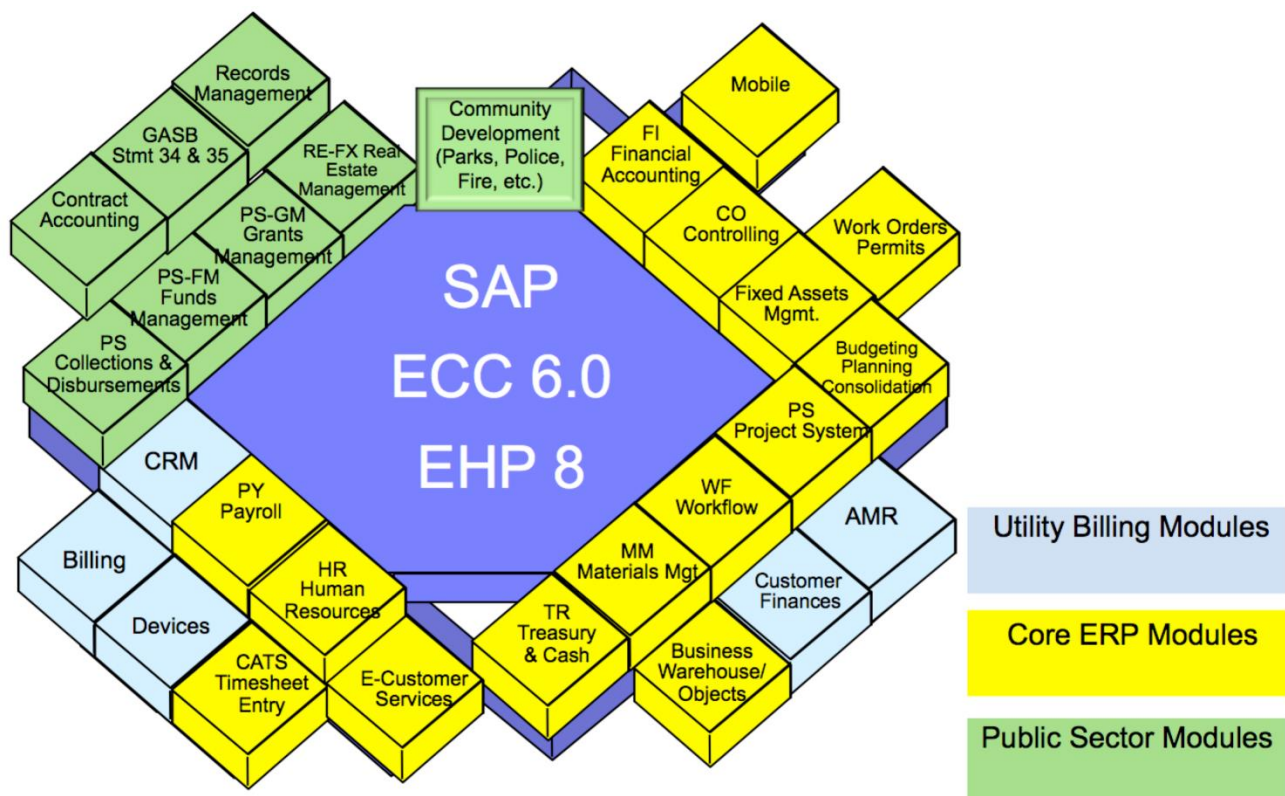 Records
Management
GASB
Stmt 34 & 35
Contract
Accounting
RE-FX Real
Estate
Management
PS-GM
Grants
Management
PS-FM
Funds
Management
PS
Collections &
Disbursements
Community
Development
(Parks, Police,
Fire, etc.)
Mobile
FI
Financial
Accounting
CO
Controlling
Work Orders
Permits
Fixed Assets
Mgmt.
Budgeting
Planning
Consolidation
SAP
ECC 6.0
EHP 8
PS
Project System
WF
Workflow
MM
Materials Mgt
TR
Treasury
& Cash
AMR
Customer
Finances
Business
Warehouse/
Objects
CRM
PY
Payroll
HR
Human
Resources
Billing
Devices
CATS
Timesheet
Entry
E-Customer
Services
Utility Billing Modules
Core ERP Modules
Public Sector Modules